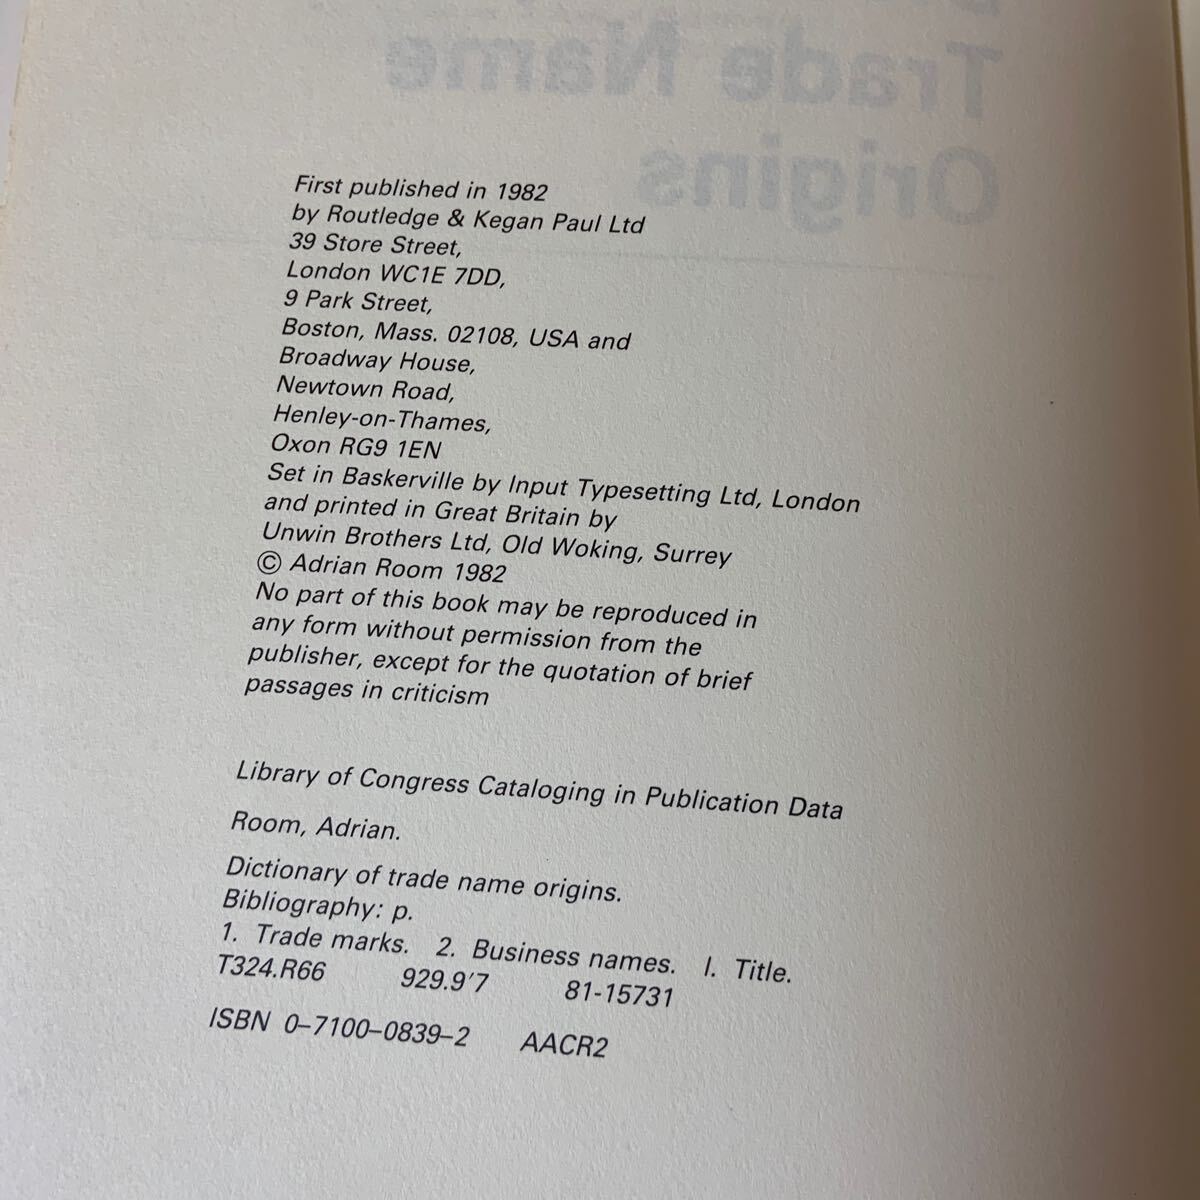 Trade Name
Origins
First published in 1982
by Routledge & Kegan Paul Ltd
39 Store Street,
London WC1E 7DD,
9 Park Street,
Boston, Mass. 02108, USA and
Broadway House,
Newtown Road,
Henley-on-Thames,
Oxon RG9 1EN
Set in Baskerville by Input Typesetting Ltd, London
and printed in Great Britain by
Unwin Brothers Ltd, Old Woking, Surrey
© Adrian Room 1982
No part of this book may be reproduced in
any form without permission from the
publisher, except for the quotation of brief
passages in criticism
Library of Congress Cataloging in Publication Data
Room, Adrian.
Dictionary of trade name origins.
Bibliography: p.
1. Trade marks. 2. Business names. I. Title.
T324.R66 929.9'7 81-15731
ISBN 0-7100-0839-2 AACR2